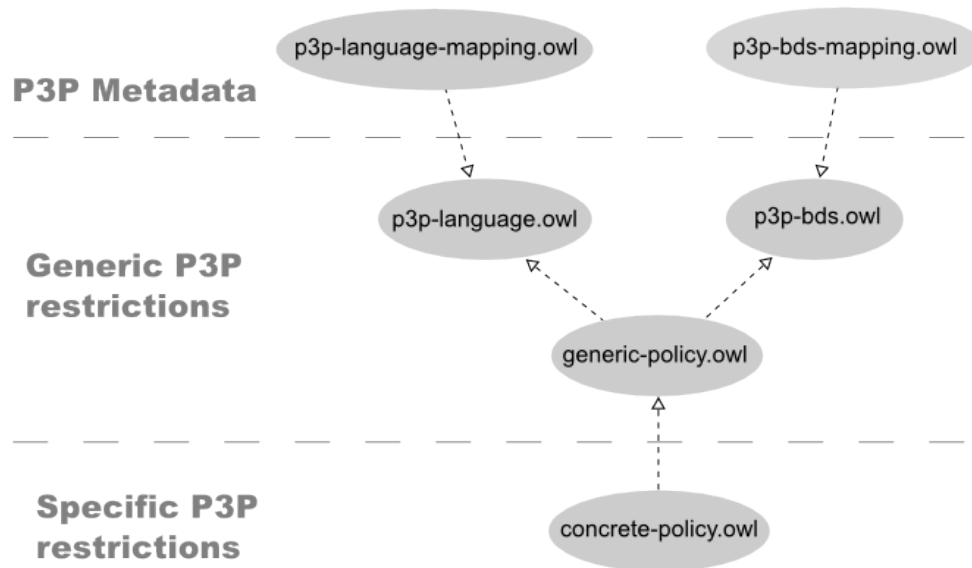 p3p-language-mapping.owl
p3p-bds-mapping.owl
P3P Metadata
p3p-language.owl
p3p-bds.owl
Generic P3P
restrictions
generic-policy.owl
Specific P3P
restrictions
concrete-policy.owl